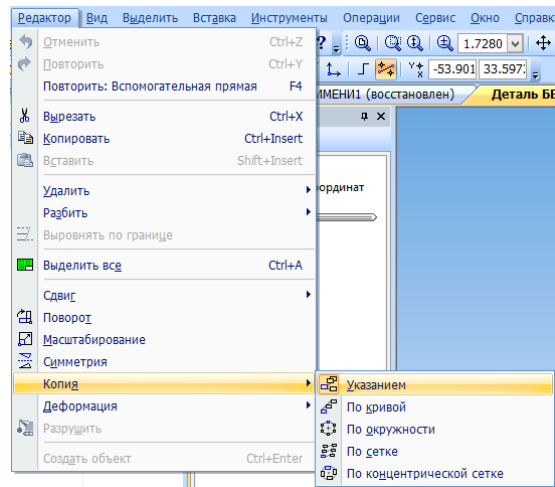 Редактор Вид Выделить Вставка Инструменты Операции Сервис Окно Справка
Отменить Ctrl+Z
? 1.7280
Повторить Ctrl+Y
-53.901 33.597
Повторить: Вспомогательная прямая F4
ИМЕНИ1 (восстановлен) Деталь БЕ
Вырезать Ctrl+X
Копировать Ctrl+Insert
Вставить Shift+Insert
Удалить
ординат
Разбить
Выровнять по границе
Выделить все Ctrl+A
Сдвиг
Поворот
Масштабирование
Симметрия
Копия
Указанием
Деформация
По кривой
Разрушить
По окружности
Создать объект Ctrl+Enter
По сетке
По концентрической сетке